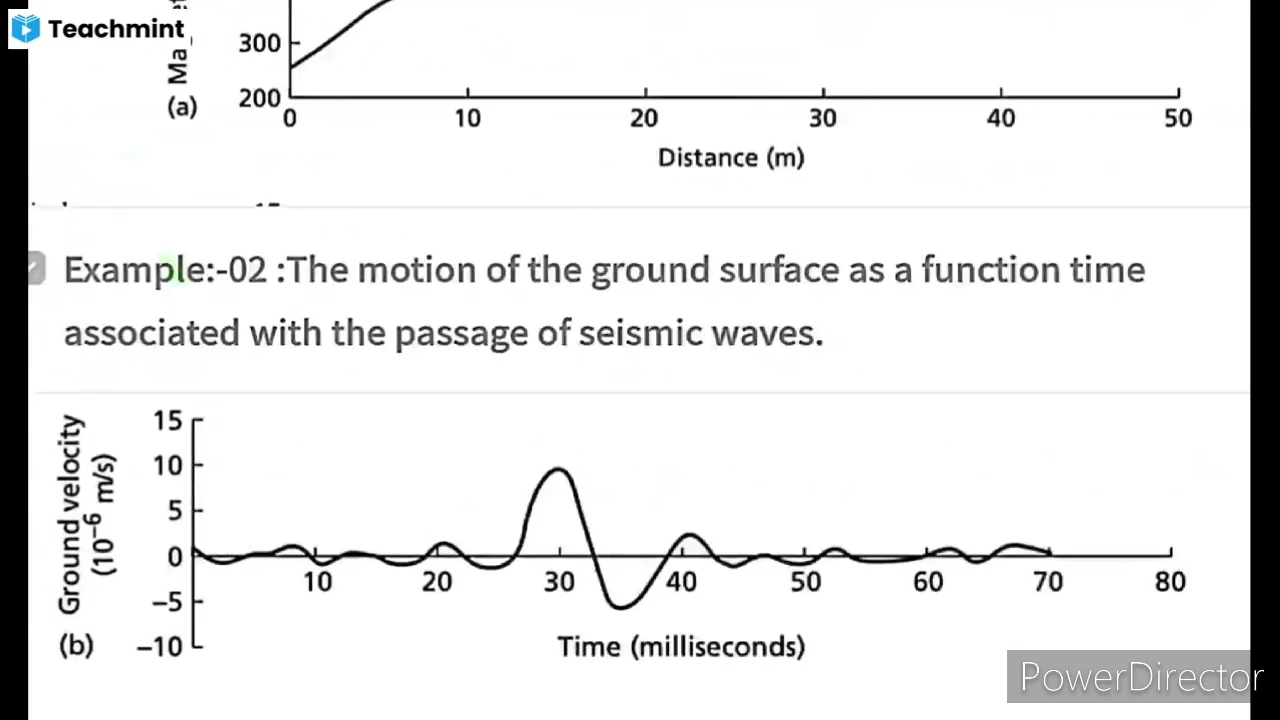 Teachmint
300
200
(a)
0 10 20 30 40 50
Distance (m)
Example:-02 :The motion of the ground surface as a function time
associated with the passage of seismic waves.
Ground velocity
(10⁻⁶ m/s)
15
10
5
0
–5
–10
(b)
10 20 30 40 50 60 70 80
Time (milliseconds)
PowerDirector